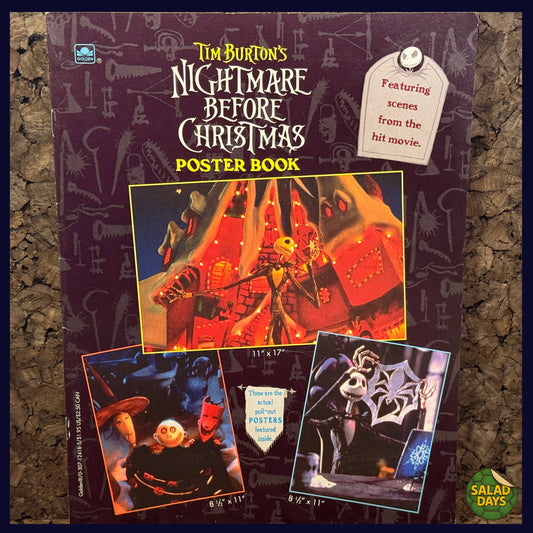 GOLDEN
®
TIM BURTON'S
NIGHTMARE
BEFORE
CHRISTMAS
POSTER BOOK
Featuring
scenes
from the
hit movie.
11" x 17"
These are the
actual
pull-out
POSTERS
featured
inside.
8 ½" x 11"
8 ½" x 11"
SALAD
DAYS